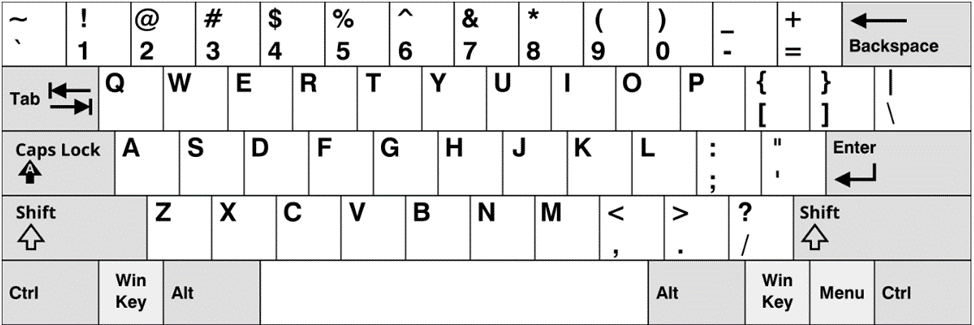 ~ ! @ # $ % ^ & * ( ) _ +
` 1 2 3 4 5 6 7 8 9 0 - = Backspace
Tab Q W E R T Y U I O P { } |
[ ] \
Caps Lock A S D F G H J K L : " Enter
A ; '
Shift Z X C V B N M < > ? Shift
, . /
Ctrl Win Key Alt Alt Win Key Menu Ctrl